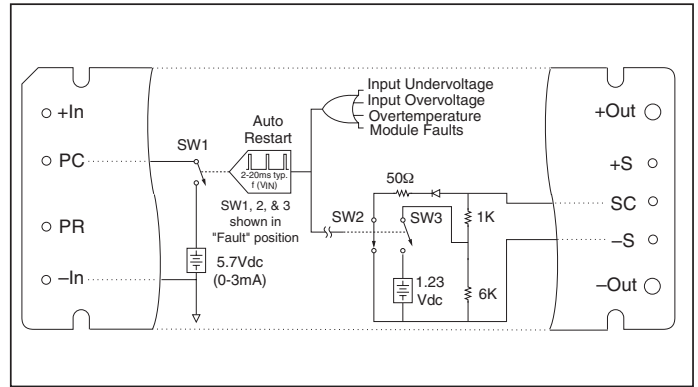 +In
PC
PR
–In
SW1
Auto
Restart
2-20ms typ.
f (VIN)
SW1, 2, & 3
shown in
"Fault" position
5.7Vdc
(0-3mA)
Input Undervoltage
Input Overvoltage
Overtemperature
Module Faults
50Ω
SW2
SW3
1K
1.23
Vdc
6K
+Out
+S
SC
–S
–Out